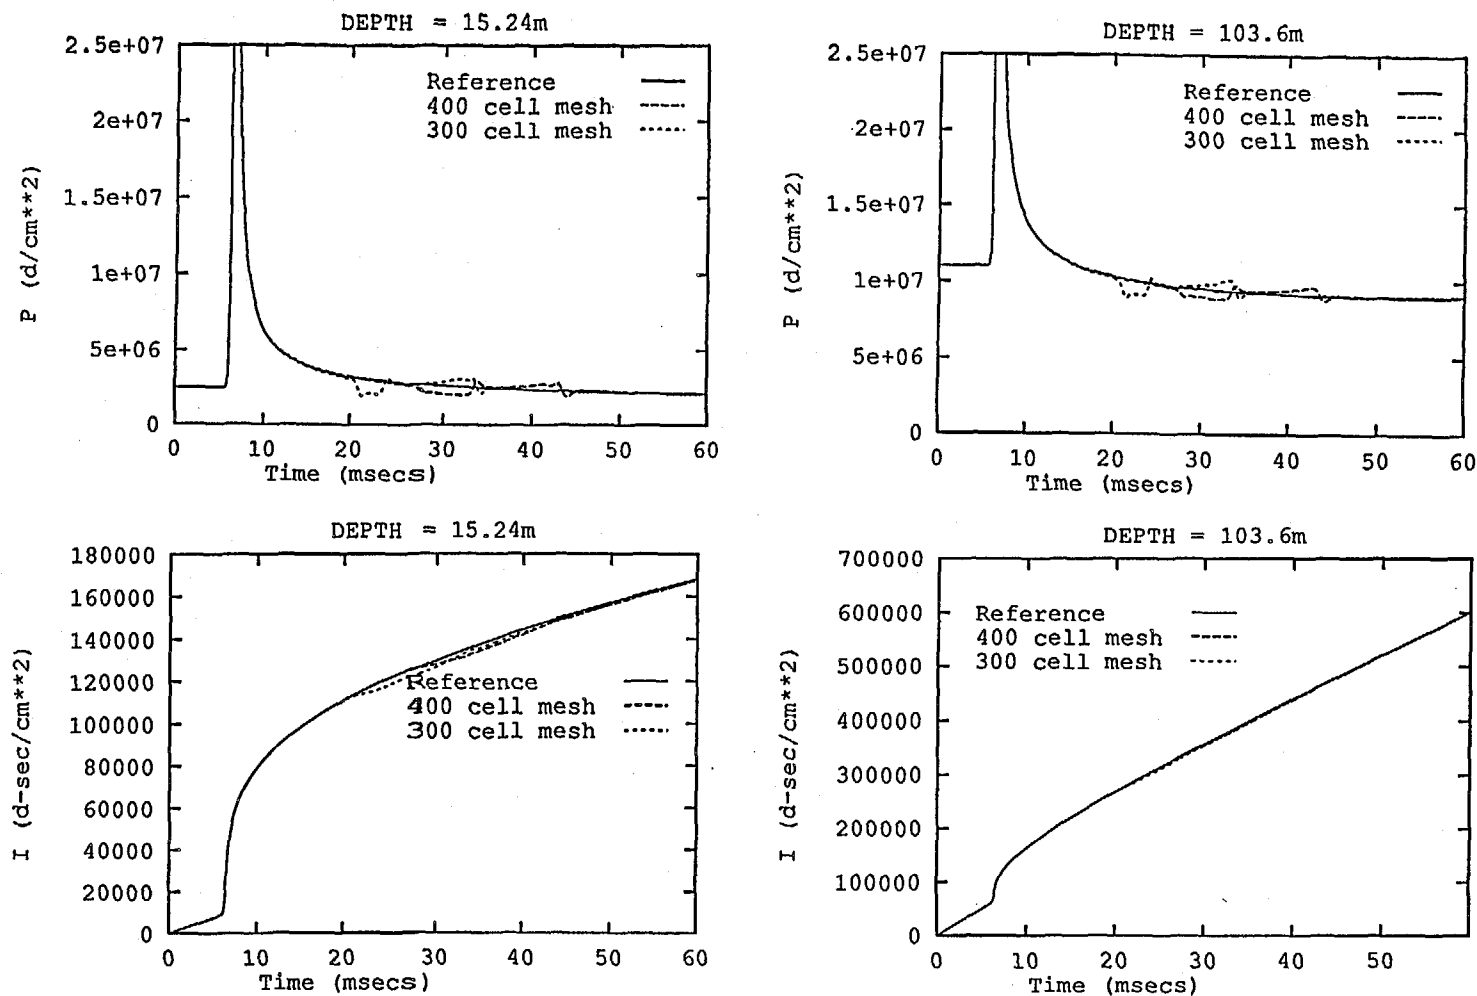 DEPTH = 15.24m
2.5e+07
2e+07
1.5e+07
1e+07
5e+06
0
P (d/cm**2)
Reference
400 cell mesh
300 cell mesh
0 10 20 30 40 50 60
Time (msecs)
DEPTH = 103.6m
2.5e+07
2e+07
1.5e+07
1e+07
5e+06
0
P (d/cm**2)
Reference
400 cell mesh
300 cell mesh
0 10 20 30 40 50 60
Time (msecs)
DEPTH = 15.24m
180000
160000
140000
120000
100000
80000
60000
40000
20000
0
I (d-sec/cm**2)
Reference
400 cell mesh
300 cell mesh
0 10 20 30 40 50 60
Time (msecs)
DEPTH = 103.6m
700000
600000
500000
400000
300000
200000
100000
0
I (d-sec/cm**2)
Reference
400 cell mesh
300 cell mesh
0 10 20 30 40 50
Time (msecs)